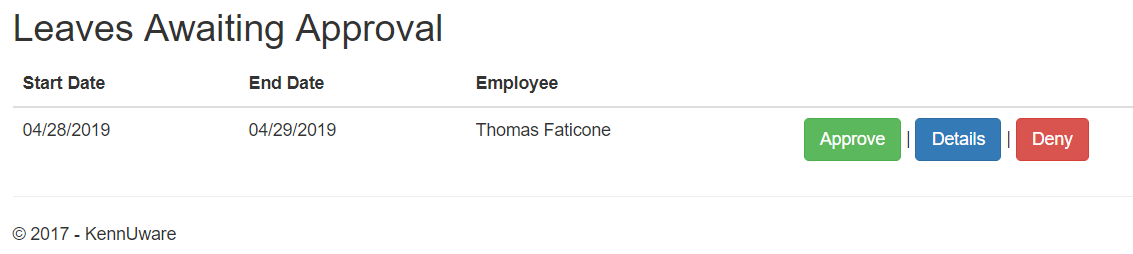 Leaves Awaiting Approval
Start Date End Date Employee
04/28/2019 04/29/2019 Thomas Faticone Approve | Details | Deny
© 2017 - KennUware